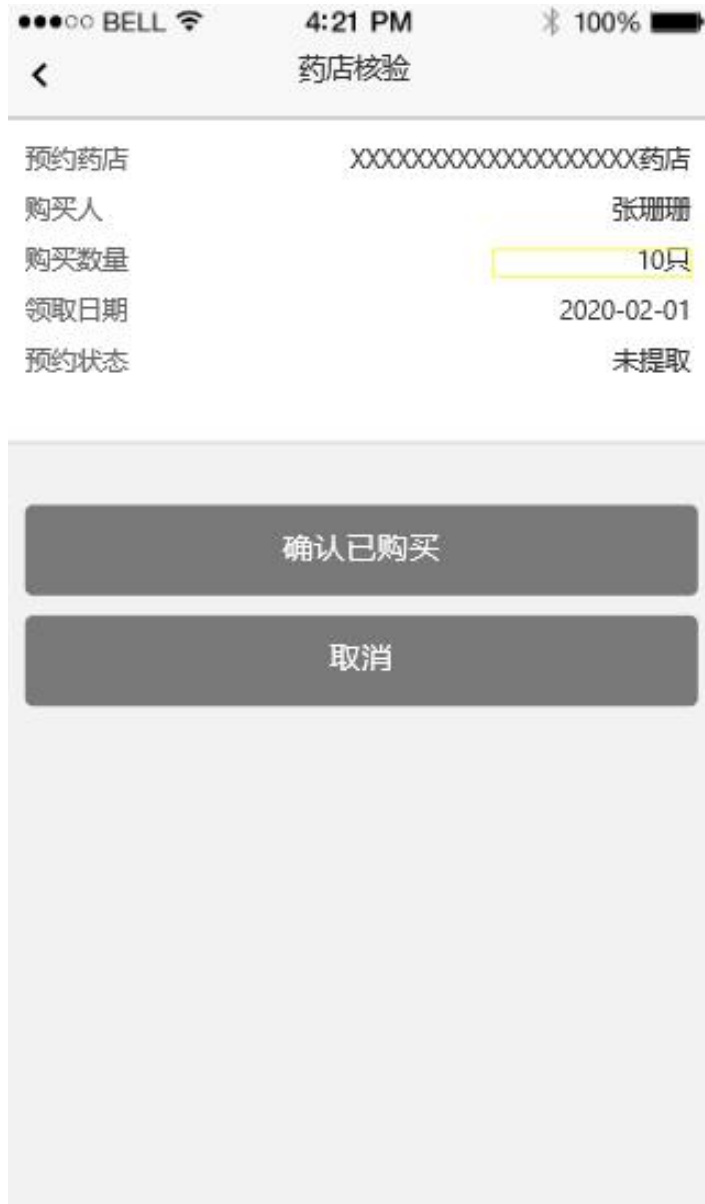 BELL 4:21 PM 100%
药店核验
预约药店 XXXXXXXXXXXXXXXXXXX药店
购买人 张珊珊
购买数量 10只
领取日期 2020-02-01
预约状态 未提取
确认已购买
取消